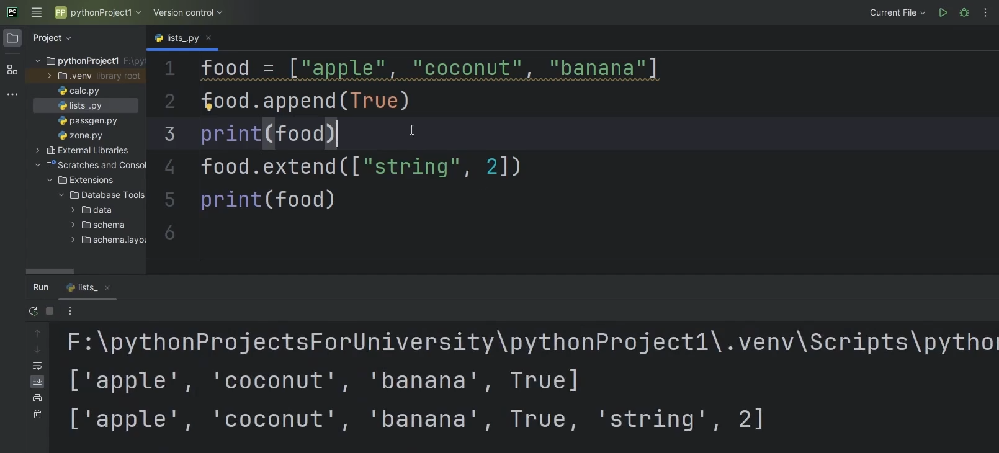 PC
PP pythonProject1
Version control
Current File
Project
lists_.py
pythonProject1 F:\py
.venv library root
calc.py
lists_.py
passgen.py
zone.py
External Libraries
Scratches and Consol
Extensions
Database Tools
data
schema
schema.layou
1 food = ["apple", "coconut", "banana"]
2 food.append(True)
3 print(food)
4 food.extend(["string", 2])
5 print(food)
6
Run
lists_
F:\pythonProjectsForUniversity\pythonProject1\.venv\Scripts\python
['apple', 'coconut', 'banana', True]
['apple', 'coconut', 'banana', True, 'string', 2]